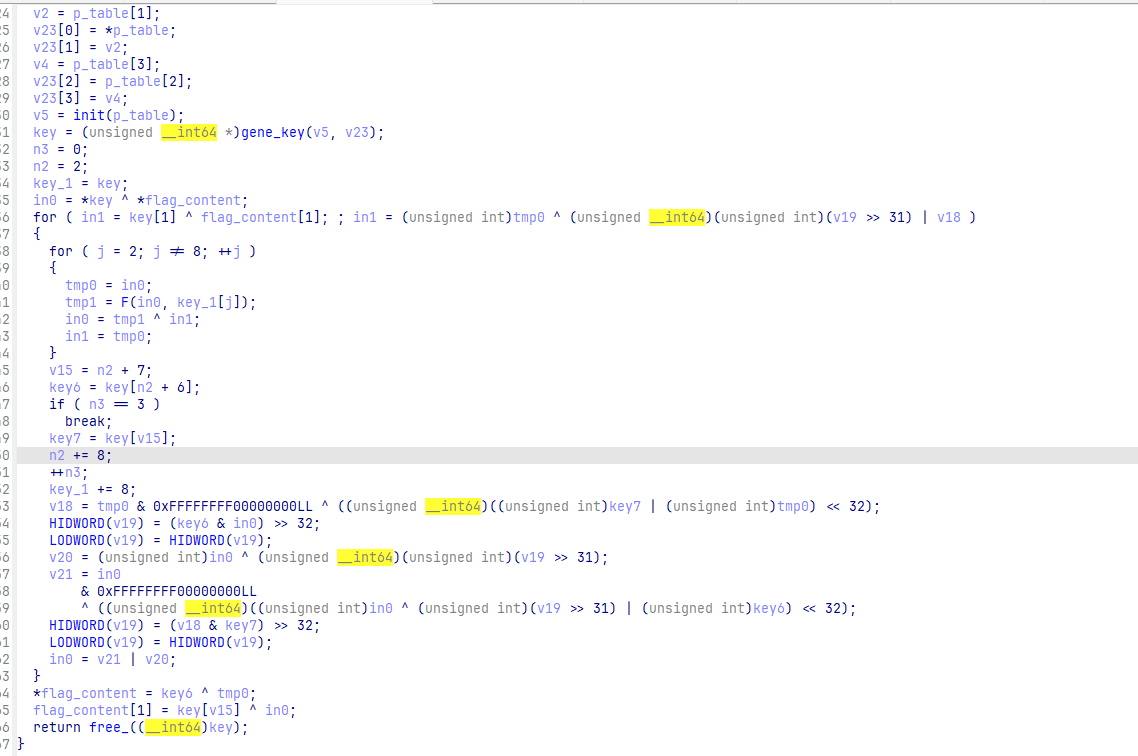 24 v2 = p_table[1];
25 v23[0] = *p_table;
26 v23[1] = v2;
27 v4 = p_table[3];
28 v23[2] = p_table[2];
29 v23[3] = v4;
30 v5 = init(p_table);
31 key = (unsigned __int64 *)gene_key(v5, v23);
32 n3 = 0;
33 n2 = 2;
34 key_1 = key;
35 in0 = *key ^ *flag_content;
36 for ( in1 = key[1] ^ flag_content[1]; ; in1 = (unsigned int)tmp0 ^ (unsigned __int64)(unsigned int)(v19 >> 31) | v18 )
37 {
38 for ( j = 2; j != 8; ++j )
39 {
40 tmp0 = in0;
41 tmp1 = F(in0, key_1[j]);
42 in0 = tmp1 ^ in1;
43 in1 = tmp0;
44 }
45 v15 = n2 + 7;
46 key6 = key[n2 + 6];
47 if ( n3 == 3 )
48 break;
49 key7 = key[v15];
50 n2 += 8;
51 ++n3;
52 key_1 += 8;
53 v18 = tmp0 & 0xFFFFFFFF00000000LL ^ ((unsigned __int64)((unsigned int)key7 | (unsigned int)tmp0) << 32);
54 HIDWORD(v19) = (key6 & in0) >> 32;
55 LODWORD(v19) = HIDWORD(v19);
56 v20 = (unsigned int)in0 ^ (unsigned __int64)(unsigned int)(v19 >> 31);
57 v21 = in0
58 & 0xFFFFFFFF00000000LL
59 ^ ((unsigned __int64)((unsigned int)in0 ^ (unsigned int)(v19 >> 31) | (unsigned int)key6) << 32);
60 HIDWORD(v19) = (v18 & key7) >> 32;
61 LODWORD(v19) = HIDWORD(v19);
62 in0 = v21 | v20;
63 }
64 *flag_content = key6 ^ tmp0;
65 flag_content[1] = key[v15] ^ in0;
66 return free_((__int64)key);
67 }